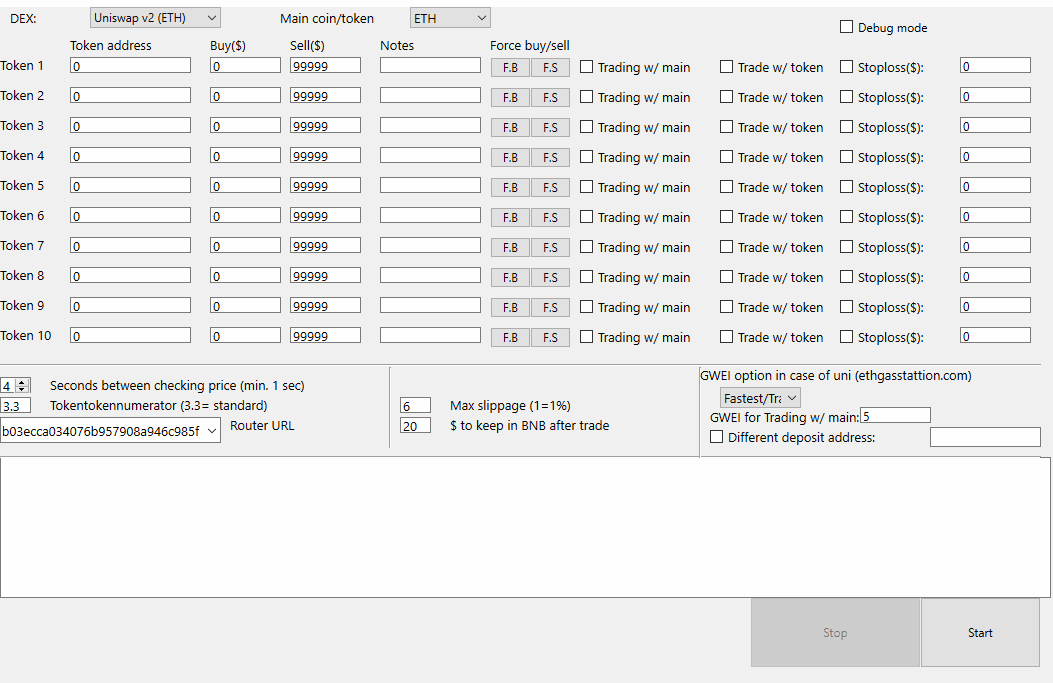 DEX: Uniswap v2 (ETH) Main coin/token ETH
Debug mode
Token address Buy($) Sell($) Notes Force buy/sell
Token 1 0 0 99999 F.B F.S Trading w/ main Trade w/ token Stoploss($): 0
Token 2 0 0 99999 F.B F.S Trading w/ main Trade w/ token Stoploss($): 0
Token 3 0 0 99999 F.B F.S Trading w/ main Trade w/ token Stoploss($): 0
Token 4 0 0 99999 F.B F.S Trading w/ main Trade w/ token Stoploss($): 0
Token 5 0 0 99999 F.B F.S Trading w/ main Trade w/ token Stoploss($): 0
Token 6 0 0 99999 F.B F.S Trading w/ main Trade w/ token Stoploss($): 0
Token 7 0 0 99999 F.B F.S Trading w/ main Trade w/ token Stoploss($): 0
Token 8 0 0 99999 F.B F.S Trading w/ main Trade w/ token Stoploss($): 0
Token 9 0 0 99999 F.B F.S Trading w/ main Trade w/ token Stoploss($): 0
Token 10 0 0 99999 F.B F.S Trading w/ main Trade w/ token Stoploss($): 0
4 Seconds between checking price (min. 1 sec)
3.3 Tokentokennumerator (3.3= standard)
b03ecca034076b957908a946c985f Router URL
6 Max slippage (1=1%)
20 $ to keep in BNB after trade
GWEI option in case of uni (ethgasstattion.com)
Fastest/Tra
GWEI for Trading w/ main: 5
Different deposit address:
Stop Start